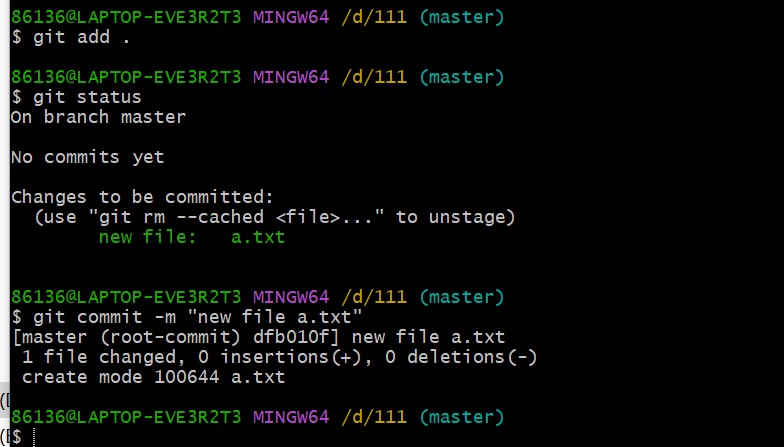 86136@LAPTOP-EVE3R2T3 MINGW64 /d/111 (master)
$ git add .
86136@LAPTOP-EVE3R2T3 MINGW64 /d/111 (master)
$ git status
On branch master
No commits yet
Changes to be committed:
  (use "git rm --cached <file>..." to unstage)
        new file:   a.txt
86136@LAPTOP-EVE3R2T3 MINGW64 /d/111 (master)
$ git commit -m "new file a.txt"
[master (root-commit) dfb010f] new file a.txt
 1 file changed, 0 insertions(+), 0 deletions(-)
 create mode 100644 a.txt
86136@LAPTOP-EVE3R2T3 MINGW64 /d/111 (master)
$